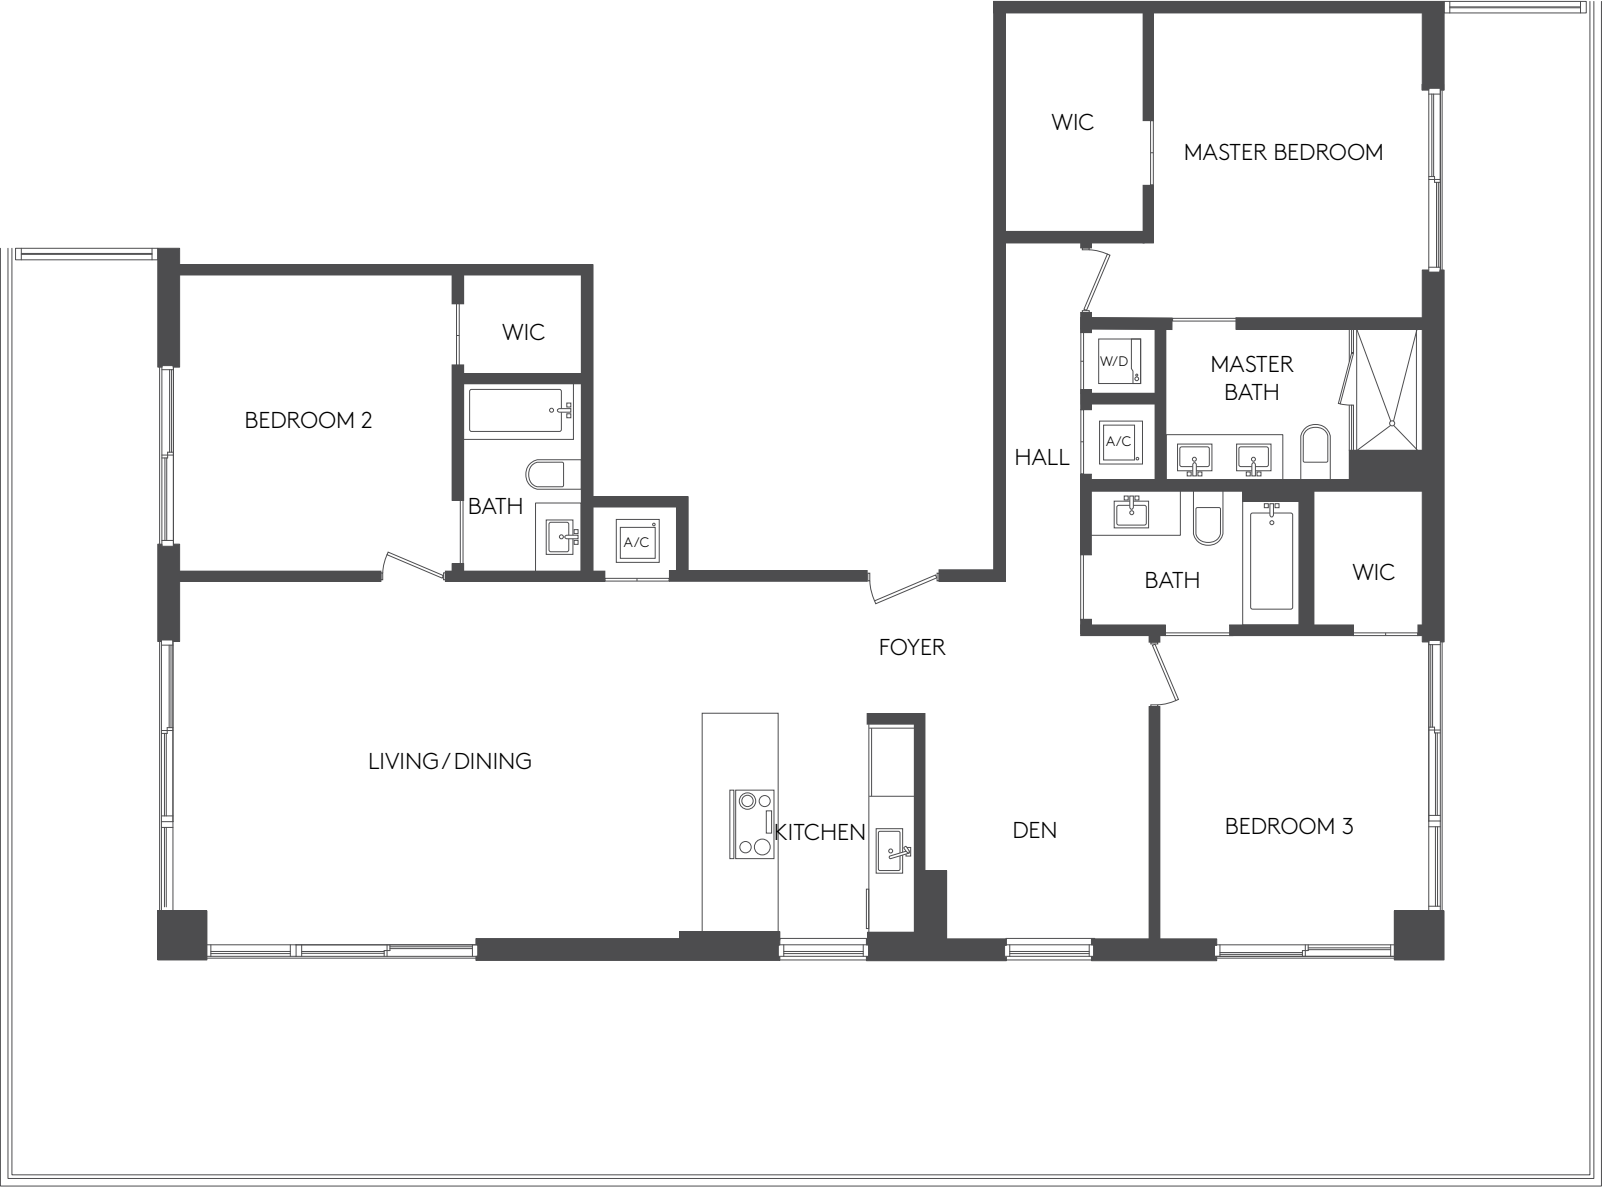 WIC
MASTER BEDROOM
WIC
BEDROOM 2
W/D
MASTER
BATH
A/C
HALL
BATH
A/C
BATH
WIC
FOYER
LIVING/DINING
KITCHEN
DEN
BEDROOM 3